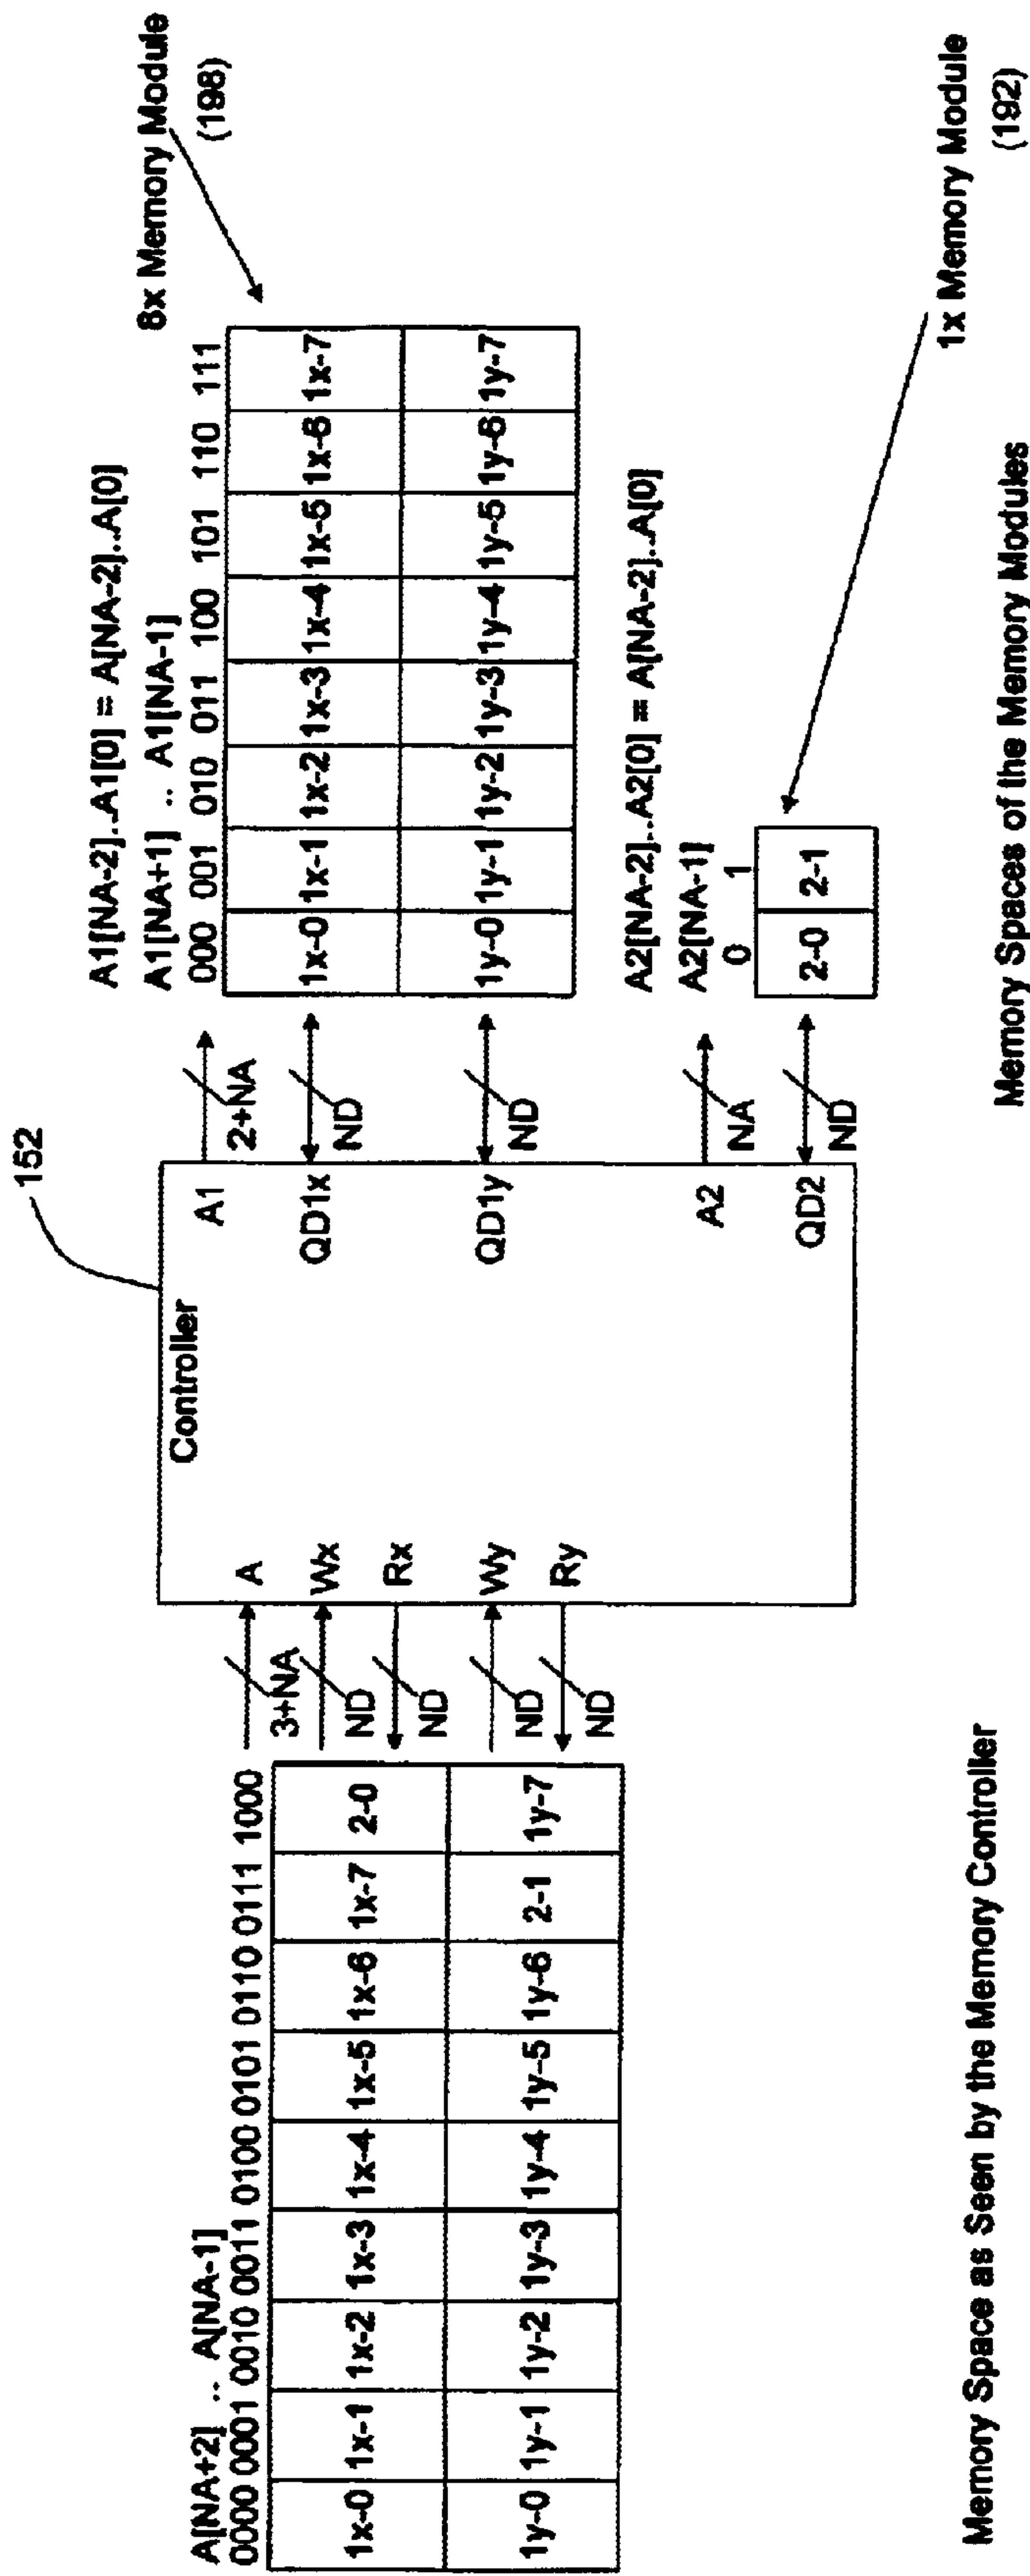 A[NA+2] .. A[NA-1]
0000 0001 0010 0011 0100 0101 0110 0111 1000
1x-0 1x-1 1x-2 1x-3 1x-4 1x-5 1x-6 1x-7 2-0
1y-0 1y-1 1y-2 1y-3 1y-4 1y-5 1y-6 2-1 1y-7
Memory Space as Seen by the Memory Controller
3+NA
ND
ND
ND
ND
152
Controller
A
Wx
Rx
Wy
Ry
A1
QD1x
QD1y
A2
QD2
2+NA
ND
ND
NA
ND
A1[NA-2]..A1[0] = A[NA-2]..A[0]
A1[NA+1] .. A1[NA-1]
000 001 010 011 100 101 110 111
1x-0 1x-1 1x-2 1x-3 1x-4 1x-5 1x-6 1x-7
1y-0 1y-1 1y-2 1y-3 1y-4 1y-5 1y-6 1y-7
8x Memory Module
(198)
A2[NA-2]..A2[0] = A[NA-2]..A[0]
A2[NA-1]
0 1
2-0 2-1
1x Memory Module
(192)
Memory Spaces of the Memory Modules